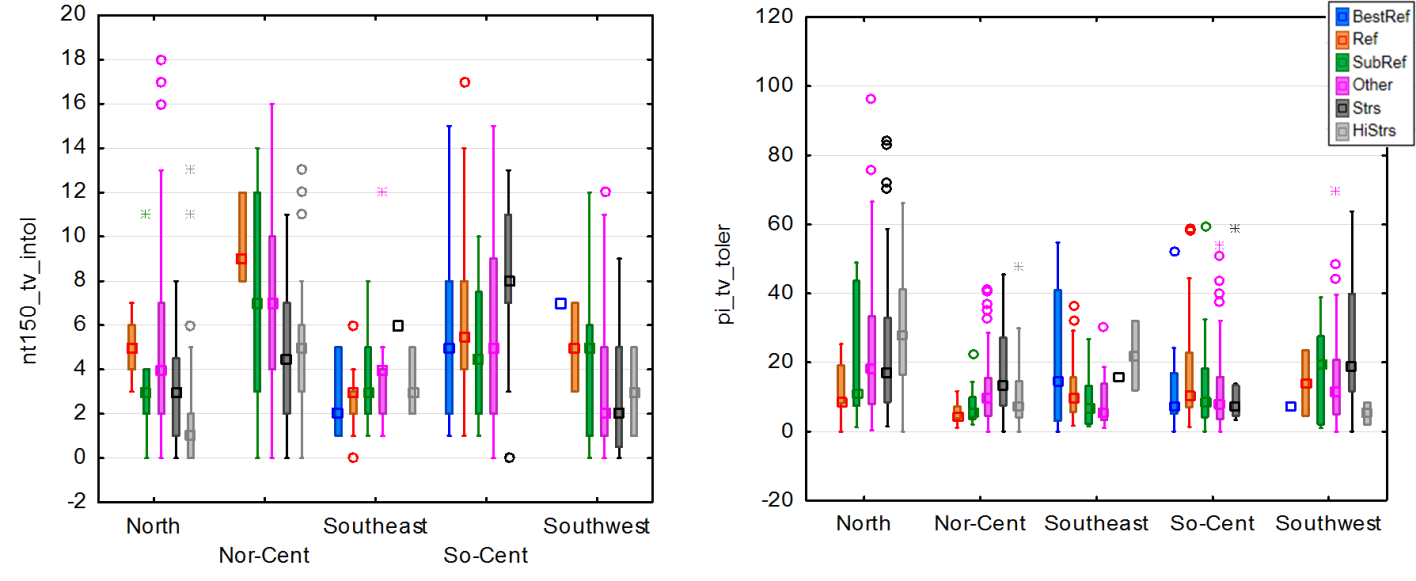 nt150_tv_intol
20
18
16
14
12
10
8
6
4
2
0
-2
North
Nor-Cent
Southeast
So-Cent
Southwest
pi_tv_toler
120
100
80
60
40
20
0
-20
North
Nor-Cent
Southeast
So-Cent
Southwest
BestRef
Ref
SubRef
Other
Strs
HiStrs